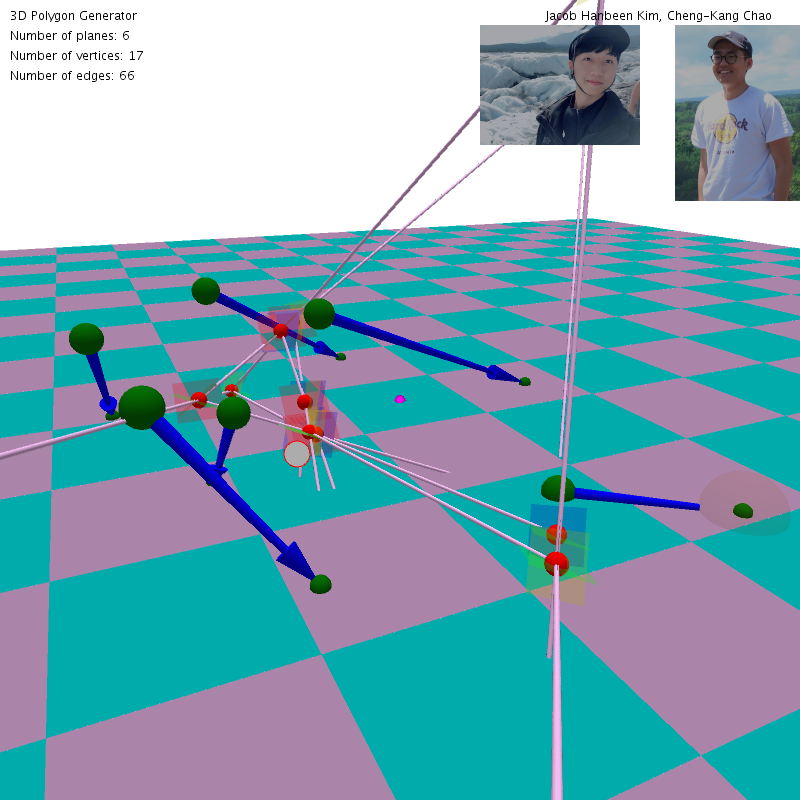 3D Polygon Generator
Jacob Hanbeen Kim, Cheng-Kang Chao
Number of planes: 6
Number of vertices: 17
Number of edges: 66